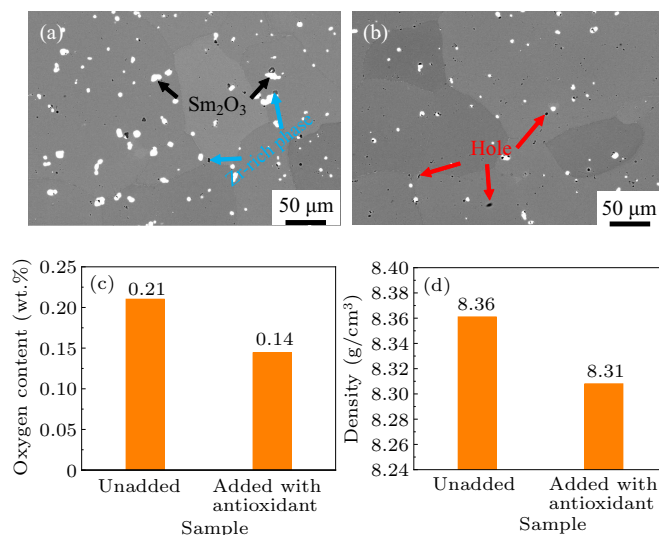 (a)
Sm₂O₃
phase
50 μm
(b)
Hole
50 μm
(c)
Oxygen content (wt.%)
0.25
0.20
0.15
0.10
0.05
0
0.21
0.14
Unadded
Added with
antioxidant
Sample
(d)
Density (g/cm³)
8.40
8.38
8.36
8.34
8.32
8.30
8.28
8.26
8.24
8.36
8.31
Unadded
Added with
antioxidant
Sample